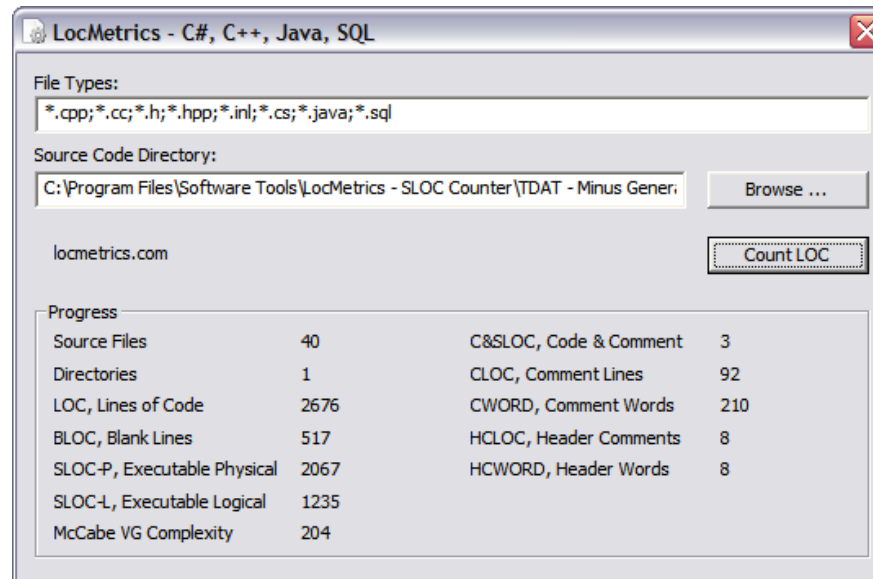 LocMetrics - C#, C++, Java, SQL
File Types:
*.cpp;*.cc;*.h;*.hpp;*.inl;*.cs;*.java;*.sql
Source Code Directory:
C:\Program Files\Software Tools\LocMetrics - SLOC Counter\TDAT - Minus Genera
Browse ...
locmetrics.com
Count LOC
Progress
Source Files 40 C&SLOC, Code & Comment 3
Directories 1 CLOC, Comment Lines 92
LOC, Lines of Code 2676 CWORD, Comment Words 210
BLOC, Blank Lines 517 HCLOC, Header Comments 8
SLOC-P, Executable Physical 2067 HCWORD, Header Words 8
SLOC-L, Executable Logical 1235
McCabe VG Complexity 204